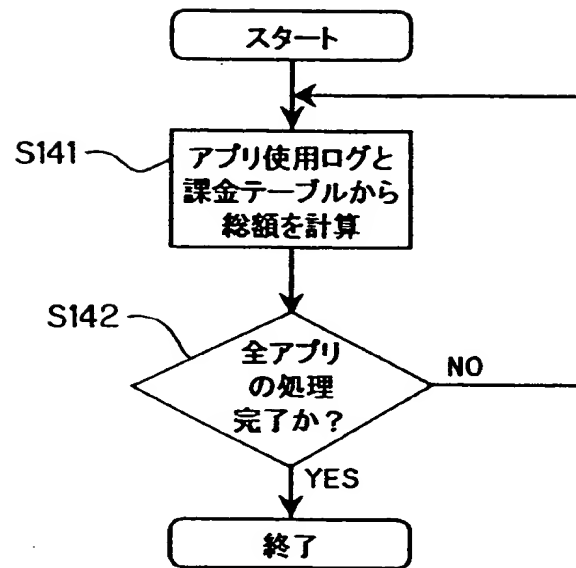 スタート
S141
アプリ使用ログと
課金テーブルから
総額を計算
S142
全アプリ
の処理
完了か？
NO
YES
終了